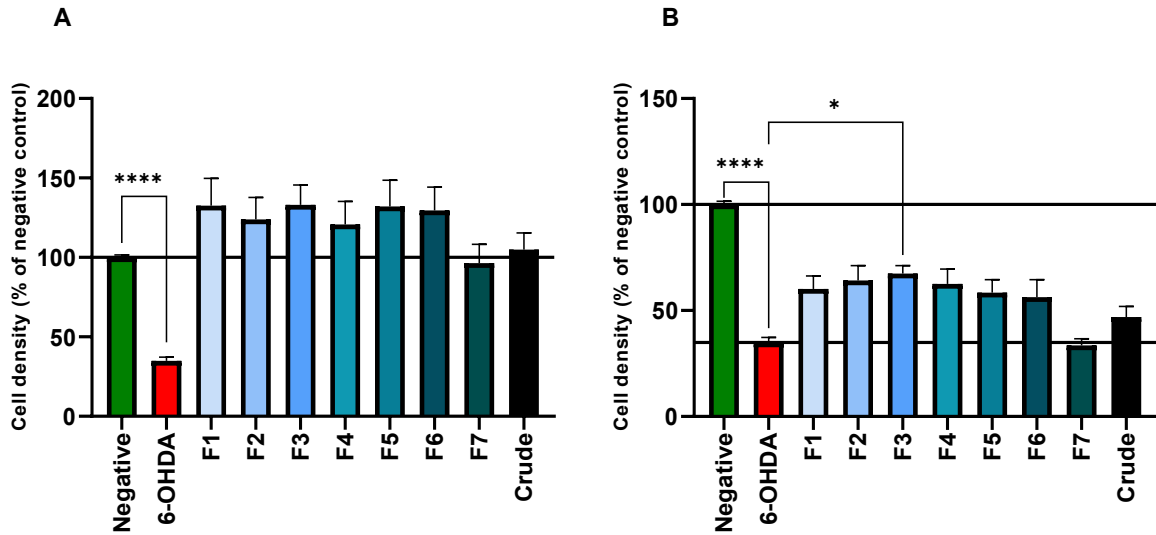 A
Cell density (% of negative control)
200
150
100
50
0
****
Negative
6-OHDA
F1
F2
F3
F4
F5
F6
F7
Crude
B
Cell density (% of negative control)
150
100
50
0
*
****
Negative
6-OHDA
F1
F2
F3
F4
F5
F6
F7
Crude